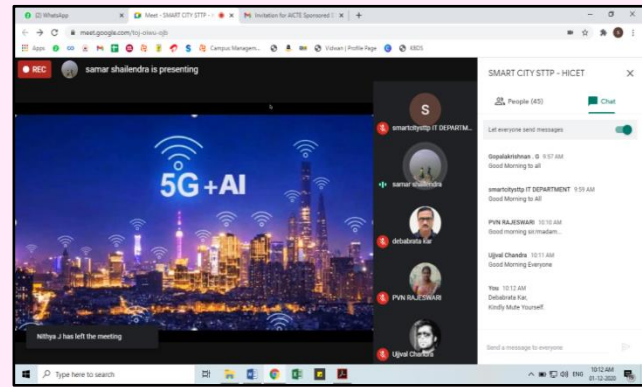 WhatsApp
Meet - SMART CITY STTP -
Invitation for AICTE Sponsored S
meet.google.com/toj-oiwu-ojb
Apps
Campus Managem...
Vidwan | Profile Page
KBDS
REC
samar shailendra is presenting
5G+AI
Nithya J has left the meeting
S
smartcitysttp IT DEPARTM...
samar shailendra
debabrata kar
PVN RAJESWARI
Ujjval Chandra
SMART CITY STTP - HICET
People (45)
Chat
Let everyone send messages
Gopalakrishnan . G 9:57 AM
Good Morning to all
smartcitysttp IT DEPARTMENT 9:59 AM
Good Morning to All
PVN RAJESWARI 10:10 AM
Good morning sir/madam...
Ujjval Chandra 10:11 AM
Good Morning Everyone
You 10:12 AM
Debabrata Kar,
Kindly Mute Yourself.
Send a message to everyone
Type here to search
ENG
10:12 AM
01-12-2020